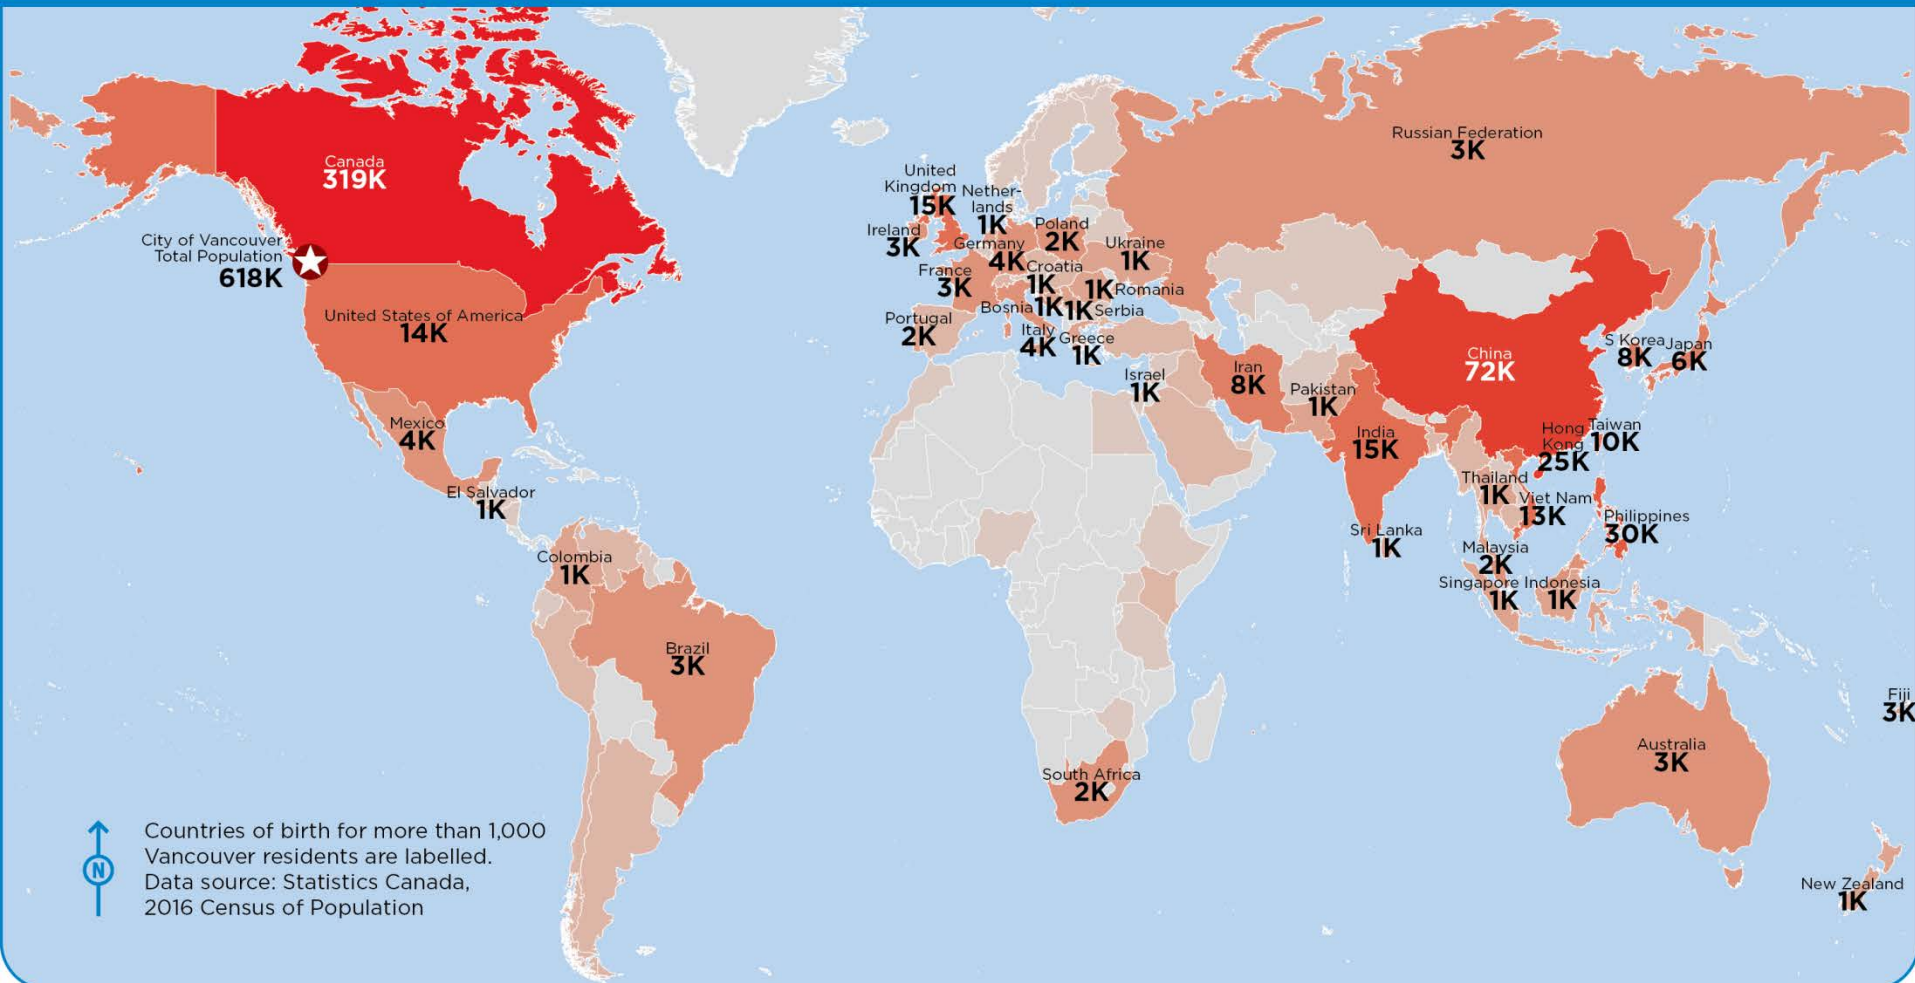 Canada
319K
City of Vancouver
Total Population
618K
United States of America
14K
Mexico
4K
El Salvador
1K
Colombia
1K
Brazil
3K
United
Kingdom
15K
Nether-
lands
1K
Ireland
3K
Poland
2K
Germany
4K
Ukraine
1K
France
3K
Croatia
1K
1K Romania
Bosnia 1K
1K Serbia
Portugal
2K
Italy
4K
Greece
1K
Israel
1K
Russian Federation
3K
Iran
8K
Pakistan
1K
China
72K
S Korea
8K
Japan
6K
India
15K
Hong
Kong
25K
Taiwan
10K
Thailand
1K
Viet Nam
13K
Philippines
30K
Sri Lanka
1K
Malaysia
2K
Singapore
1K
Indonesia
1K
South Africa
2K
Australia
3K
Fiji
3K
New Zealand
1K
N
Countries of birth for more than 1,000
Vancouver residents are labelled.
Data source: Statistics Canada,
2016 Census of Population